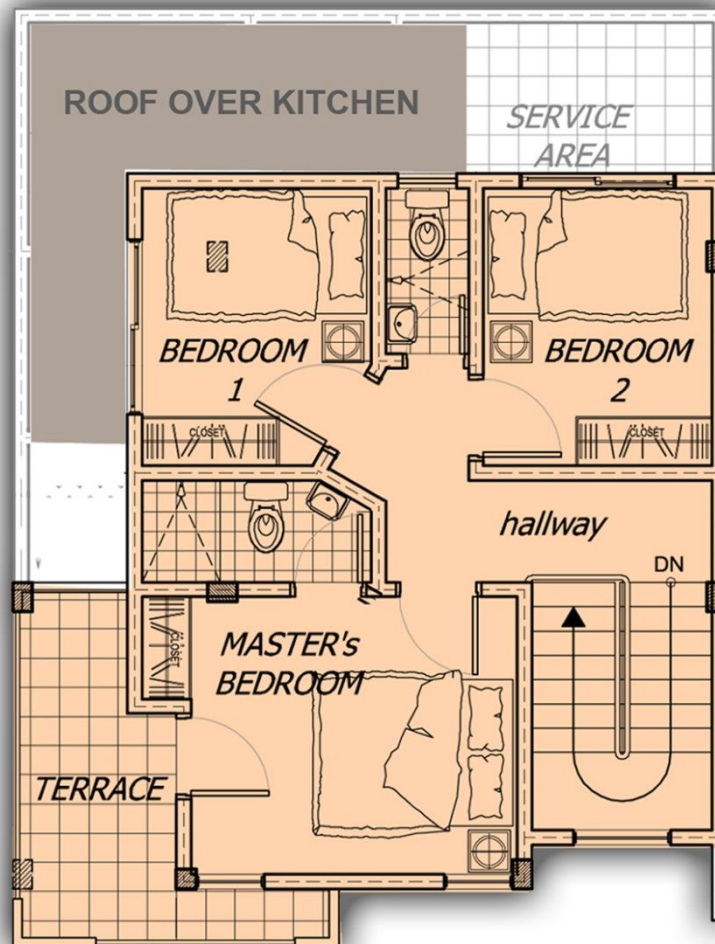 ROOF OVER KITCHEN
SERVICE
AREA
BEDROOM
1
BEDROOM
2
CLOSET
CLOSET
hallway
DN
CLOSET
MASTER's
BEDROOM
TERRACE